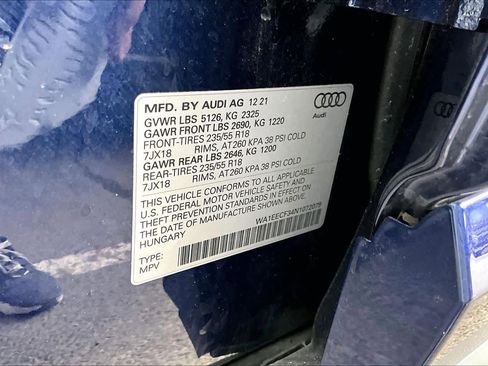 MFD. BY AUDI AG 12 21
GVWR LBS 5126, KG 2325
GAWR FRONT LBS 2690, KG 1220
FRONT-TIRES 235/55 R18
7JX18 RIMS, AT260 KPA 38 PSI COLD
GAWR REAR LBS 2646, KG 1200
REAR-TIRES 235/55 R18
7JX18 RIMS, AT260 KPA 38 PSI COLD
THIS VEHICLE CONFORMS TO ALL APPLICABLE
U.S. FEDERAL MOTOR VEHICLE SAFETY AND
THEFT PREVENTION STANDARDS IN EFFECT ON
THE DATE OF MANUFACTURE SHOWN ABOVE
HUNGARY
WA1EECF34N1072079
TYPE:
MPV
Audi